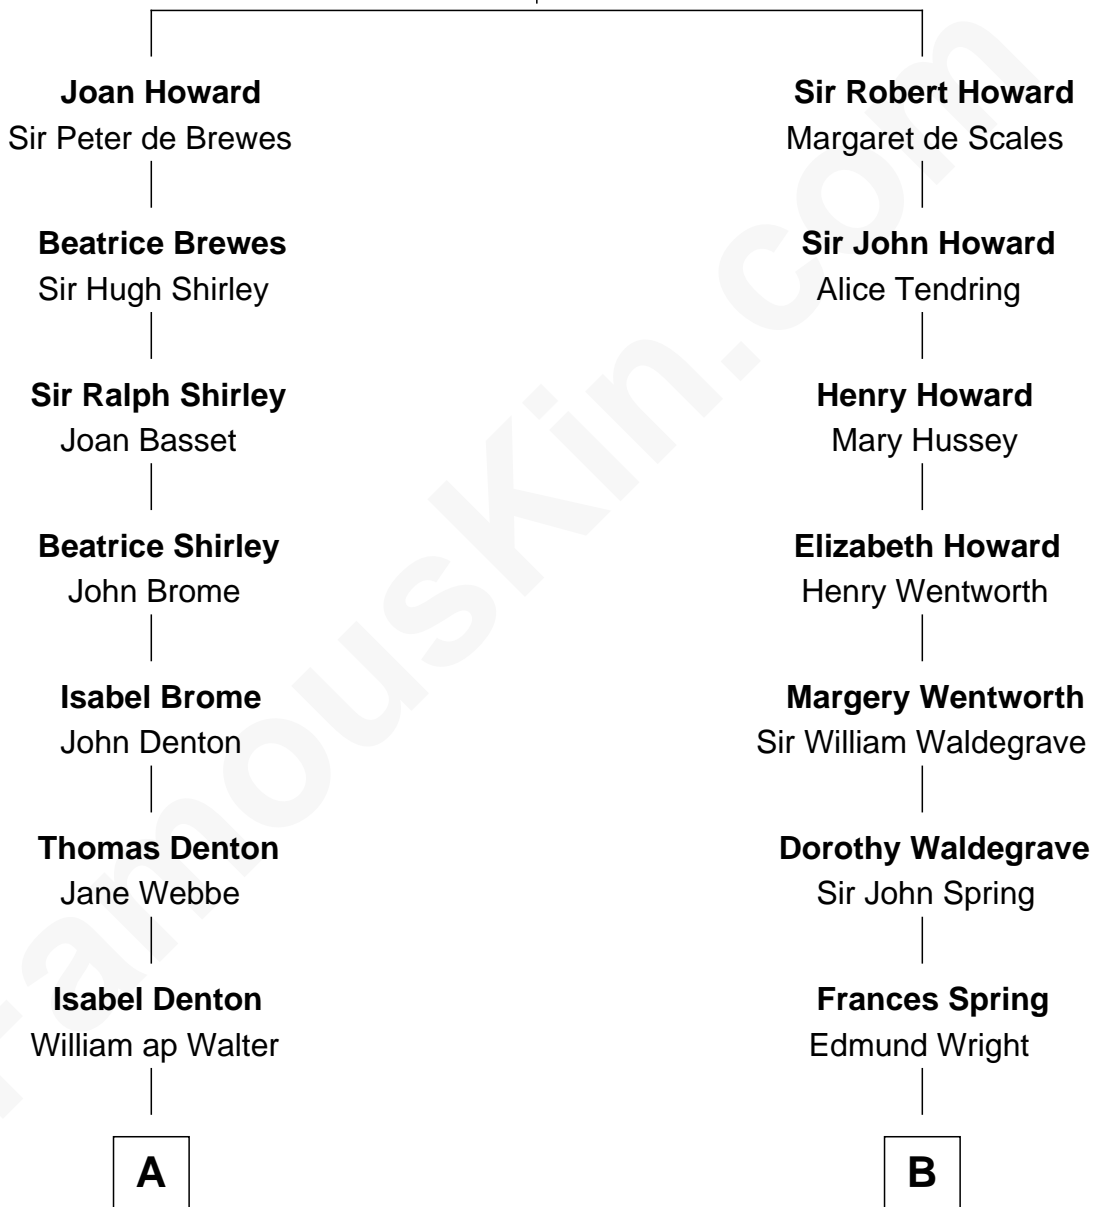 Joan Howard
Sir Peter de Brewes
Beatrice Brewes
Sir Hugh Shirley
Sir Ralph Shirley
Joan Basset
Beatrice Shirley
John Brome
Isabel Brome
John Denton
Thomas Denton
Jane Webbe
Isabel Denton
William ap Walter
A
Sir Robert Howard
Margaret de Scales
Sir John Howard
Alice Tendring
Henry Howard
Mary Hussey
Elizabeth Howard
Henry Wentworth
Margery Wentworth
Sir William Waldegrave
Dorothy Waldegrave
Sir John Spring
Frances Spring
Edmund Wright
B
FamousKin.com